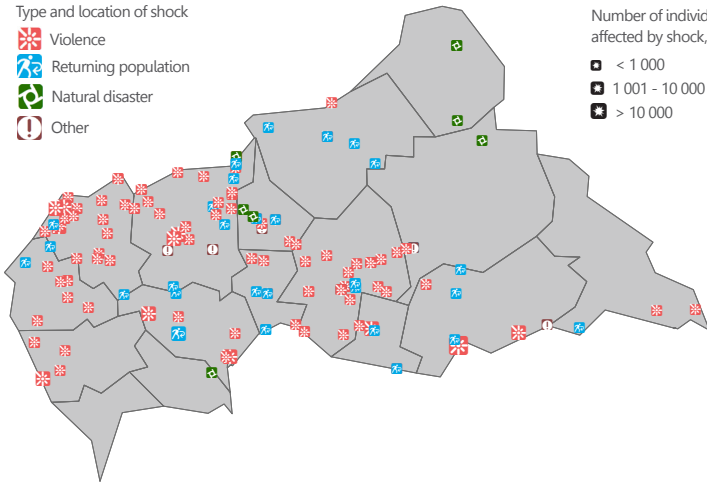 Type and location of shock
Violence
Returning population
Natural disaster
Other
Number of
affected by shock,
< 1 000
1 001 - 10 000
> 10 000